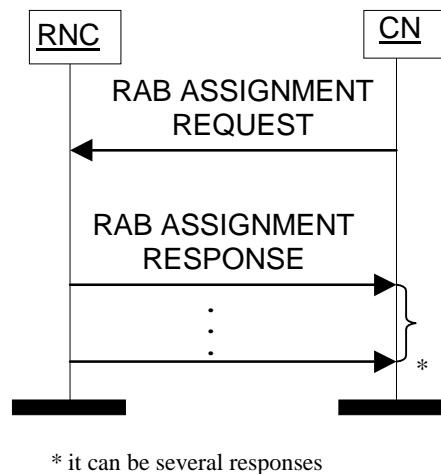 RNC
CN
RAB ASSIGNMENT
REQUEST
RAB ASSIGNMENT
RESPONSE
*
* it can be several responses